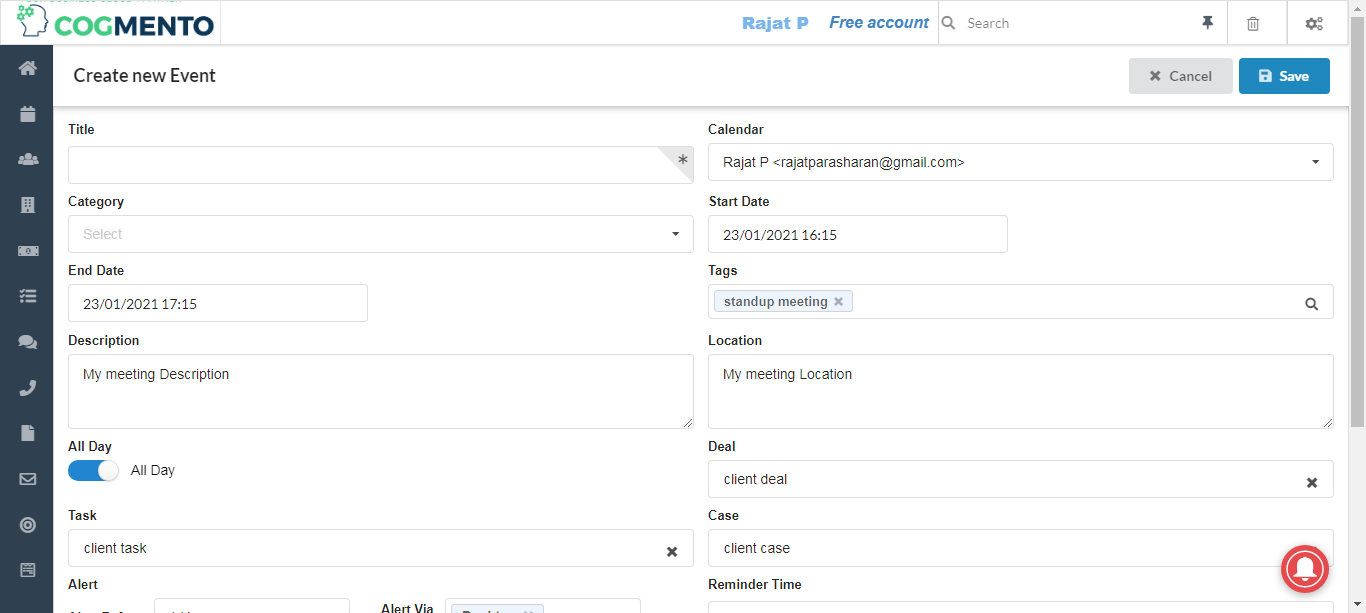 COGMENTO
Rajat P
Free account
Search
Create new Event
Cancel
Save
Title
*
Calendar
Rajat P <rajatparasharan@gmail.com>
Category
Select
Start Date
23/01/2021 16:15
End Date
23/01/2021 17:15
Tags
standup meeting
Description
My meeting Description
Location
My meeting Location
All Day
All Day
Deal
client deal
Task
client task
Case
client case
Alert
Reminder Time
Alert Via